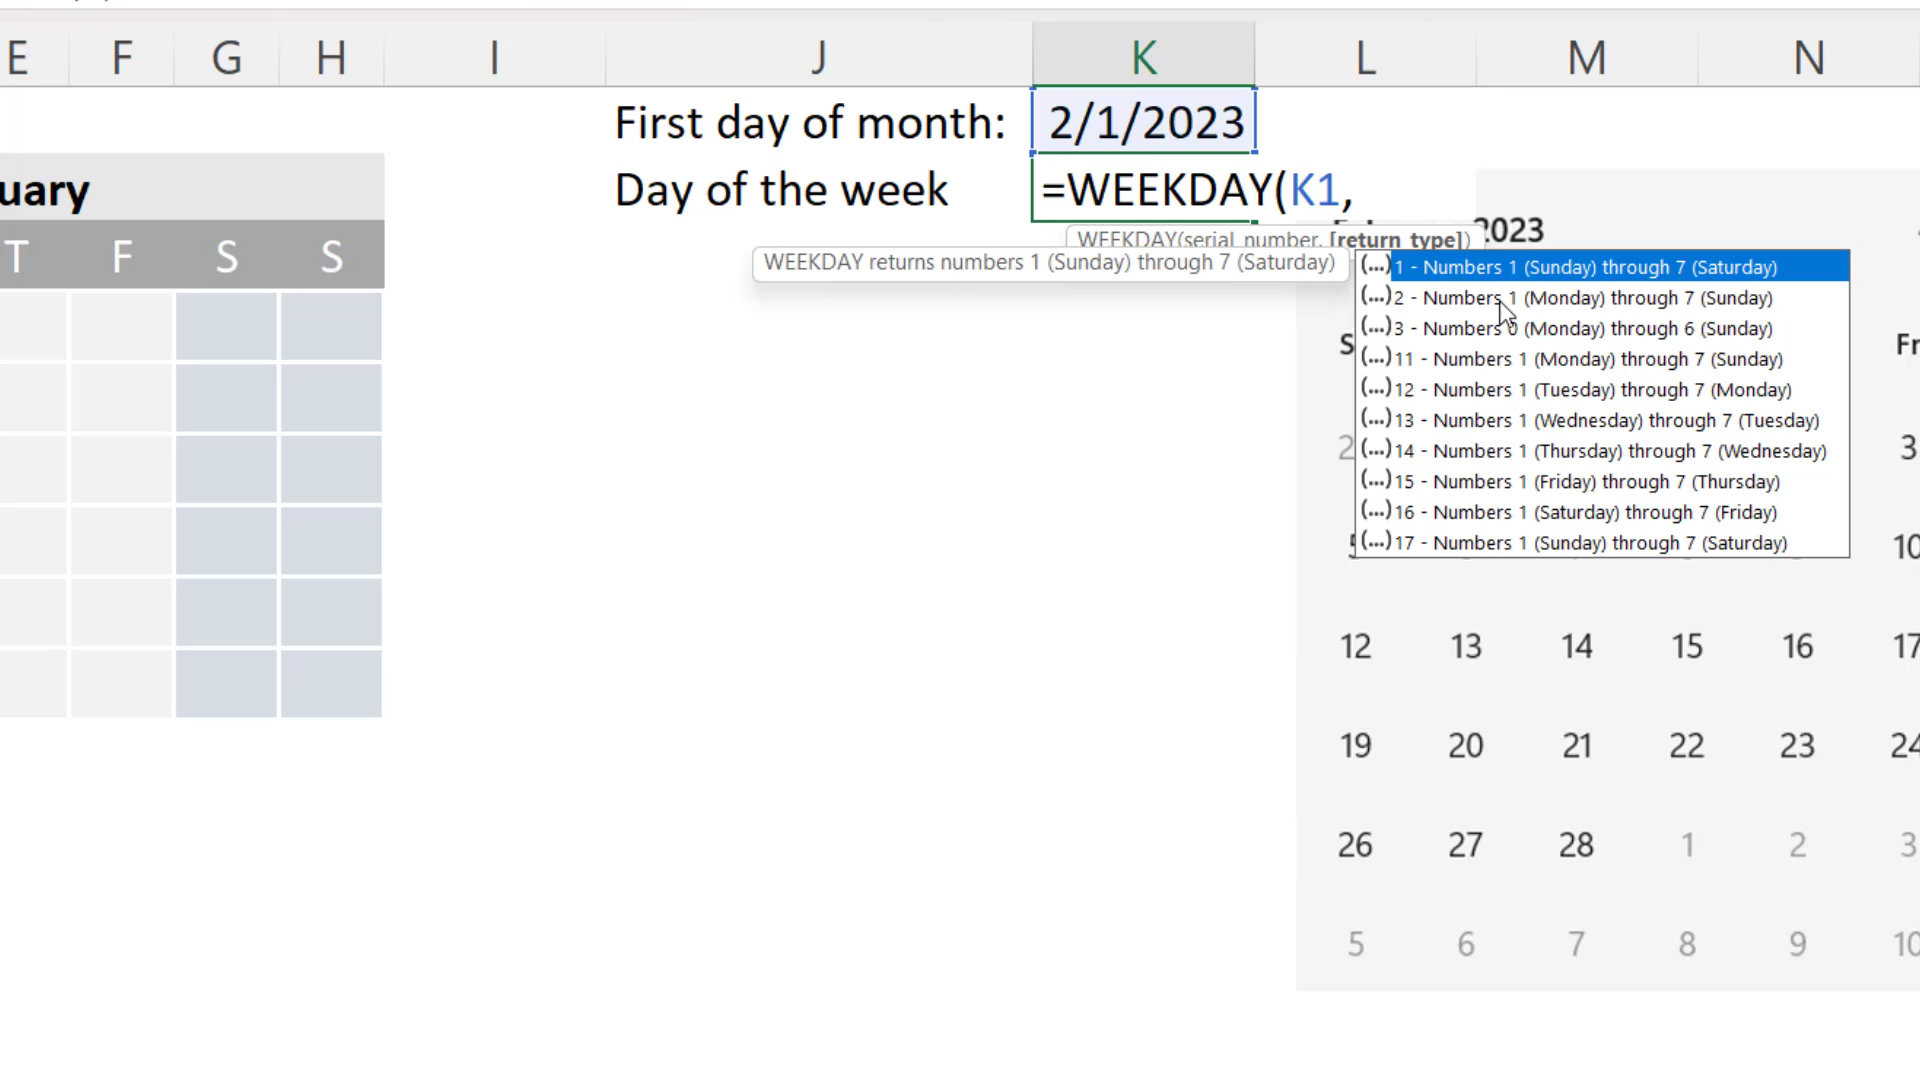 E F G H I J K L M N
First day of month: 2/1/2023
uary Day of the week =WEEKDAY(K1,
WEEKDAY(serial_number, [return_type]) 2023
T F S S
WEEKDAY returns numbers 1 (Sunday) through 7 (Saturday)
(...) 1 - Numbers 1 (Sunday) through 7 (Saturday)
(...) 2 - Numbers 1 (Monday) through 7 (Sunday)
(...) 3 - Numbers 0 (Monday) through 6 (Sunday)
(...) 11 - Numbers 1 (Monday) through 7 (Sunday)
(...) 12 - Numbers 1 (Tuesday) through 7 (Monday)
(...) 13 - Numbers 1 (Wednesday) through 7 (Tuesday)
(...) 14 - Numbers 1 (Thursday) through 7 (Wednesday)
(...) 15 - Numbers 1 (Friday) through 7 (Thursday)
(...) 16 - Numbers 1 (Saturday) through 7 (Friday)
(...) 17 - Numbers 1 (Sunday) through 7 (Saturday)
S Fr
2 3
5 10
12 13 14 15 16 17
19 20 21 22 23 24
26 27 28 1 2 3
5 6 7 8 9 10